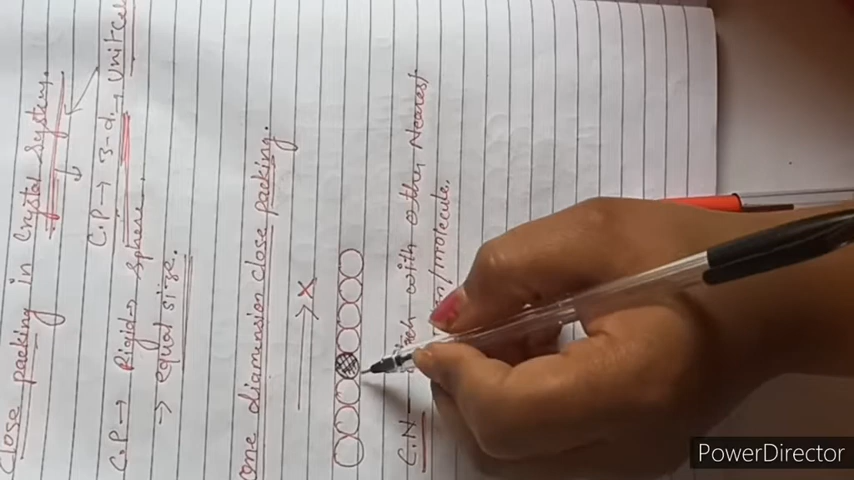 Close packing in Crystal System.
C.P → 3-d → Unit Cell
C.P → Rigid → sphere.
→ equal size.
One diamension close packing.
→ X
C.N – with other Nearest
/molecule.
PowerDirector